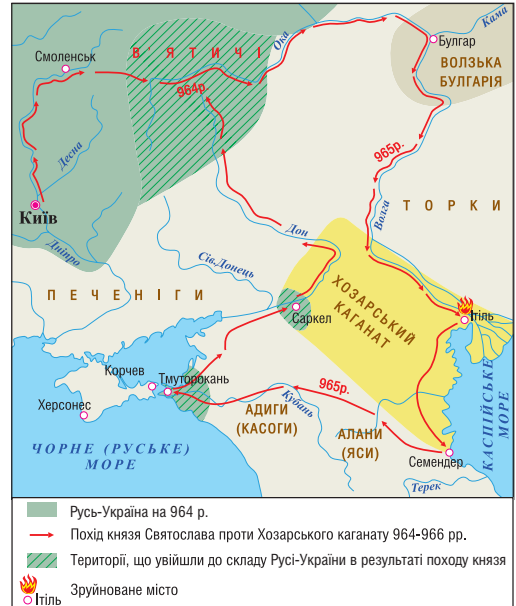 Смоленськ
В'ЯТИЧІ
Ока
Кама
Булгар
ВОЛЗЬКА
БУЛГАРІЯ
964р.
965р.
Десна
Київ
Дніпро
Волга
ТОРКИ
Дон
Сів.Донець
ПЕЧЕНІГИ
ХОЗАРСЬКИЙ
КАГАНАТ
Ітіль
Саркел
Корчев
Тмуторокань
Херсонес
965р.
Кубань
АДИГИ
(КАСОГИ)
АЛАНИ
(ЯСИ)
КАСПІЙСЬКЕ
МОРЕ
ЧОРНЕ (РУСЬКЕ)
МОРЕ
Семендер
Терек
Русь-Україна на 964 р.
Похід князя Святослава проти Хозарського каганату 964-966 рр.
Території, що увійшли до складу Русі-України в результаті походу князя
Зруйноване місто
Ітіль